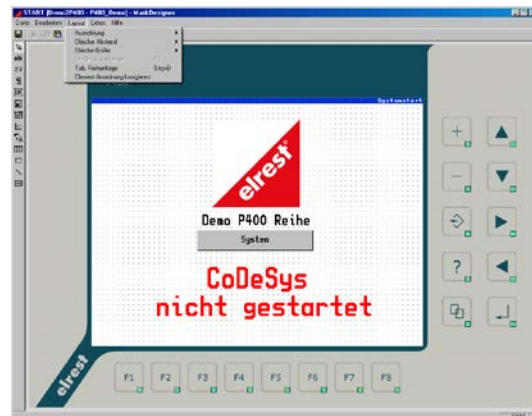 START [Demo2P400 - P400_Demo] - MaskDesigner
Datei Bearbeiten Layout Extras Hilfe
Ausrichtung
Gleicher Abstand
Gleiche Größe
Tab. Reihenfolge Strg+D
Element Anordnung korrigieren
Systemstart
elrest
Demo P400 Reihe
System
CoDeSys
nicht gestartet
elrest
F1 F2 F3 F4 F5 F6 F7 F8
+
-
?